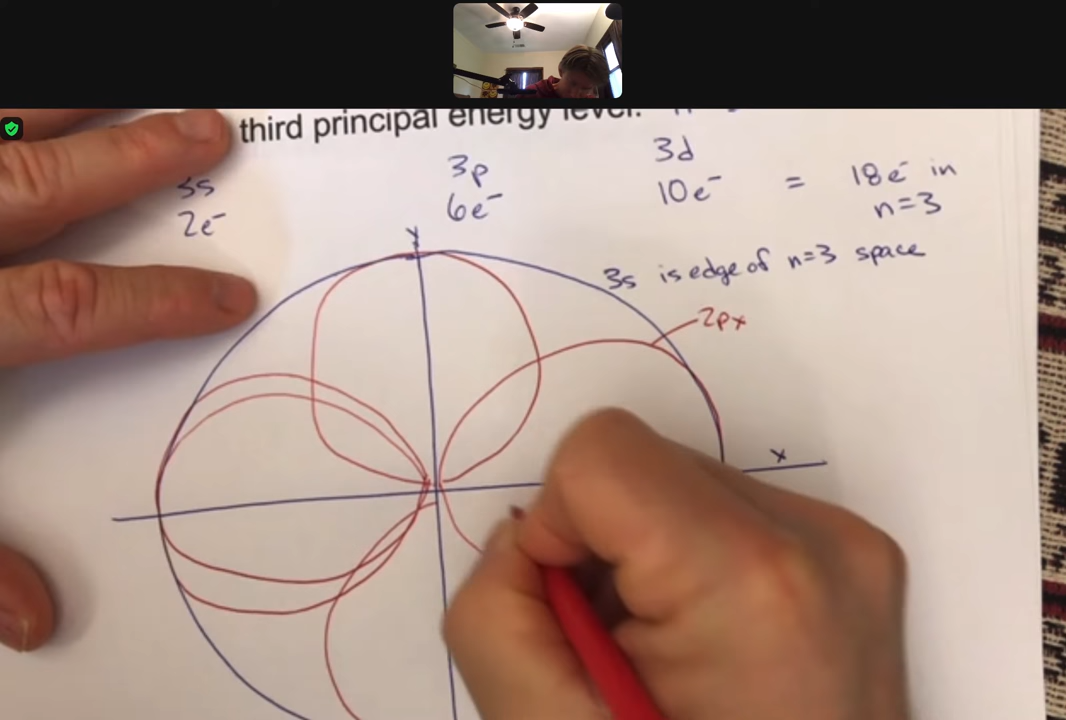 third principal energy level.
3s 3p 3d
2e⁻ 6e⁻ 10e⁻ = 18e⁻ in
n=3
y
3s is edge of n=3 space
2px
x